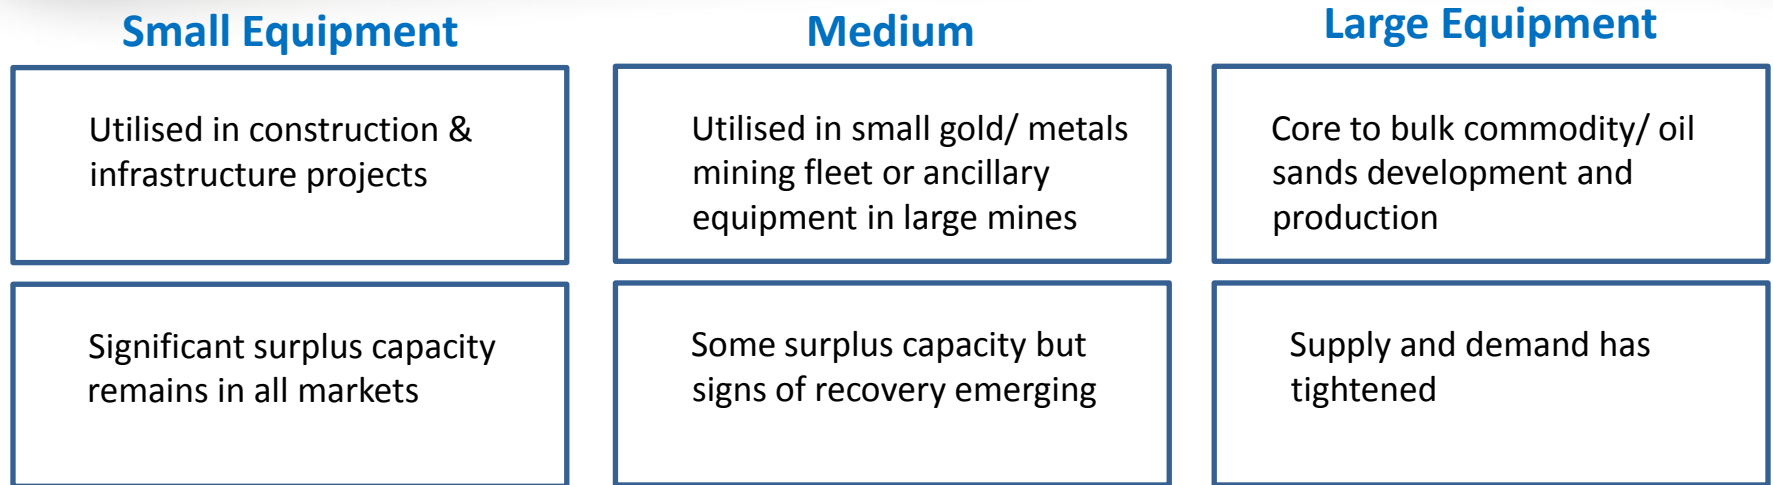 Small Equipment
Medium
Large Equipment
Utilised in construction &
infrastructure projects
Utilised in small gold/ metals
mining fleet or ancillary
equipment in large mines
Core to bulk commodity/ oil
sands development and
production
Significant surplus capacity
remains in all markets
Some surplus capacity but
signs of recovery emerging
Supply and demand has
tightened